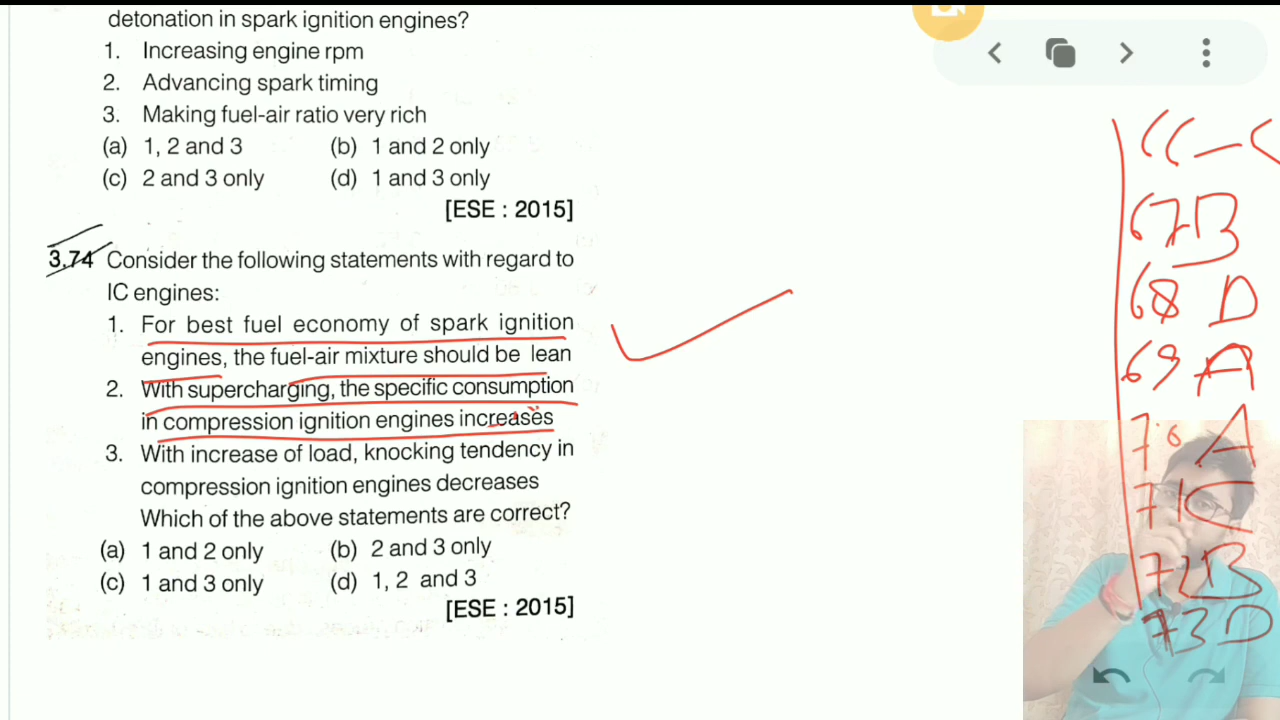 detonation in spark ignition engines?
1. Increasing engine rpm
2. Advancing spark timing
3. Making fuel-air ratio very rich
(a) 1, 2 and 3 (b) 1 and 2 only
(c) 2 and 3 only (d) 1 and 3 only
[ESE : 2015]
3.74 Consider the following statements with regard to
IC engines:
1. For best fuel economy of spark ignition
engines, the fuel-air mixture should be lean
2. With supercharging, the specific consumption
in compression ignition engines increases
3. With increase of load, knocking tendency in
compression ignition engines decreases
Which of the above statements are correct?
(a) 1 and 2 only (b) 2 and 3 only
(c) 1 and 3 only (d) 1, 2 and 3
[ESE : 2015]
67 B
68 D
69 A
70 A
71 C
72 B
73 D